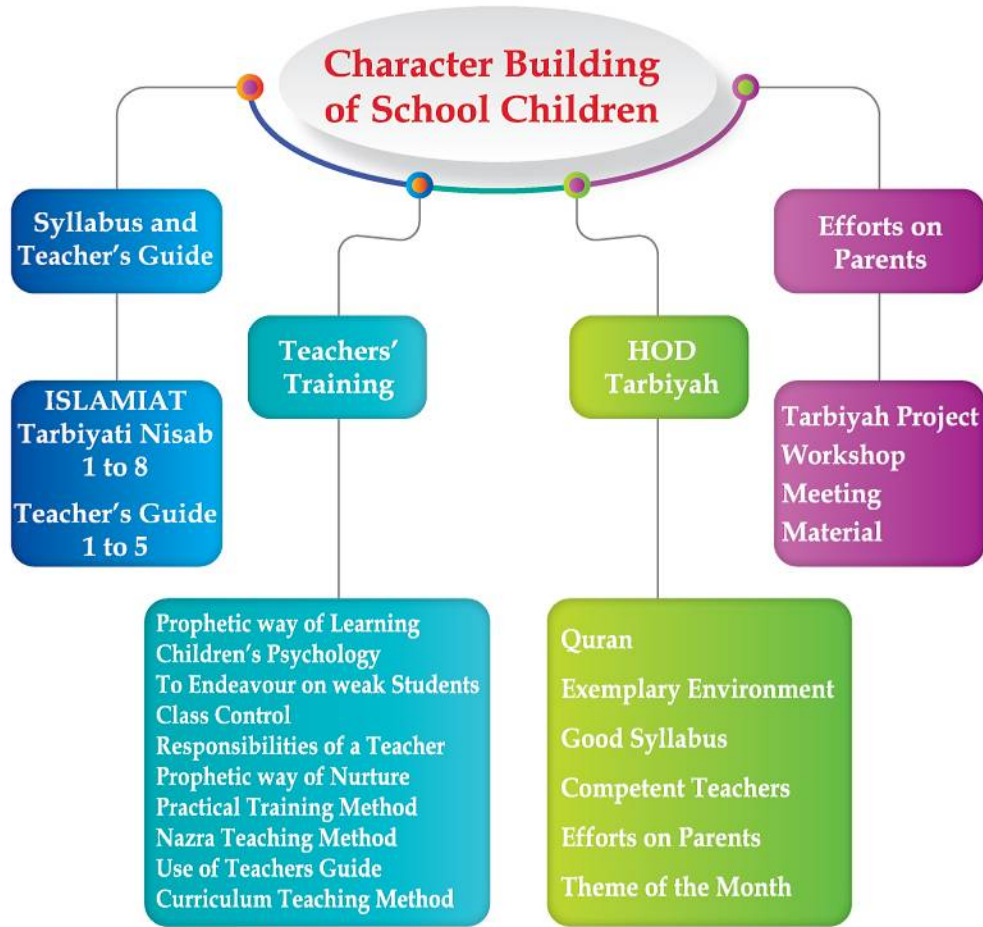 Character Building
of School Children
Syllabus and
Teacher's Guide
ISLAMIAT
Tarbiyati Nisab
1 to 8
Teacher's Guide
1 to 5
Teachers'
Training
Prophetic way of Learning
Children's Psychology
To Endeavour on weak Students
Class Control
Responsibilities of a Teacher
Prophetic way of Nurture
Practical Training Method
Nazra Teaching Method
Use of Teachers Guide
Curriculum Teaching Method
HOD
Tarbiyah
Quran
Exemplary Environment
Good Syllabus
Competent Teachers
Efforts on Parents
Theme of the Month
Efforts on
Parents
Tarbiyah Project
Workshop
Meeting
Material